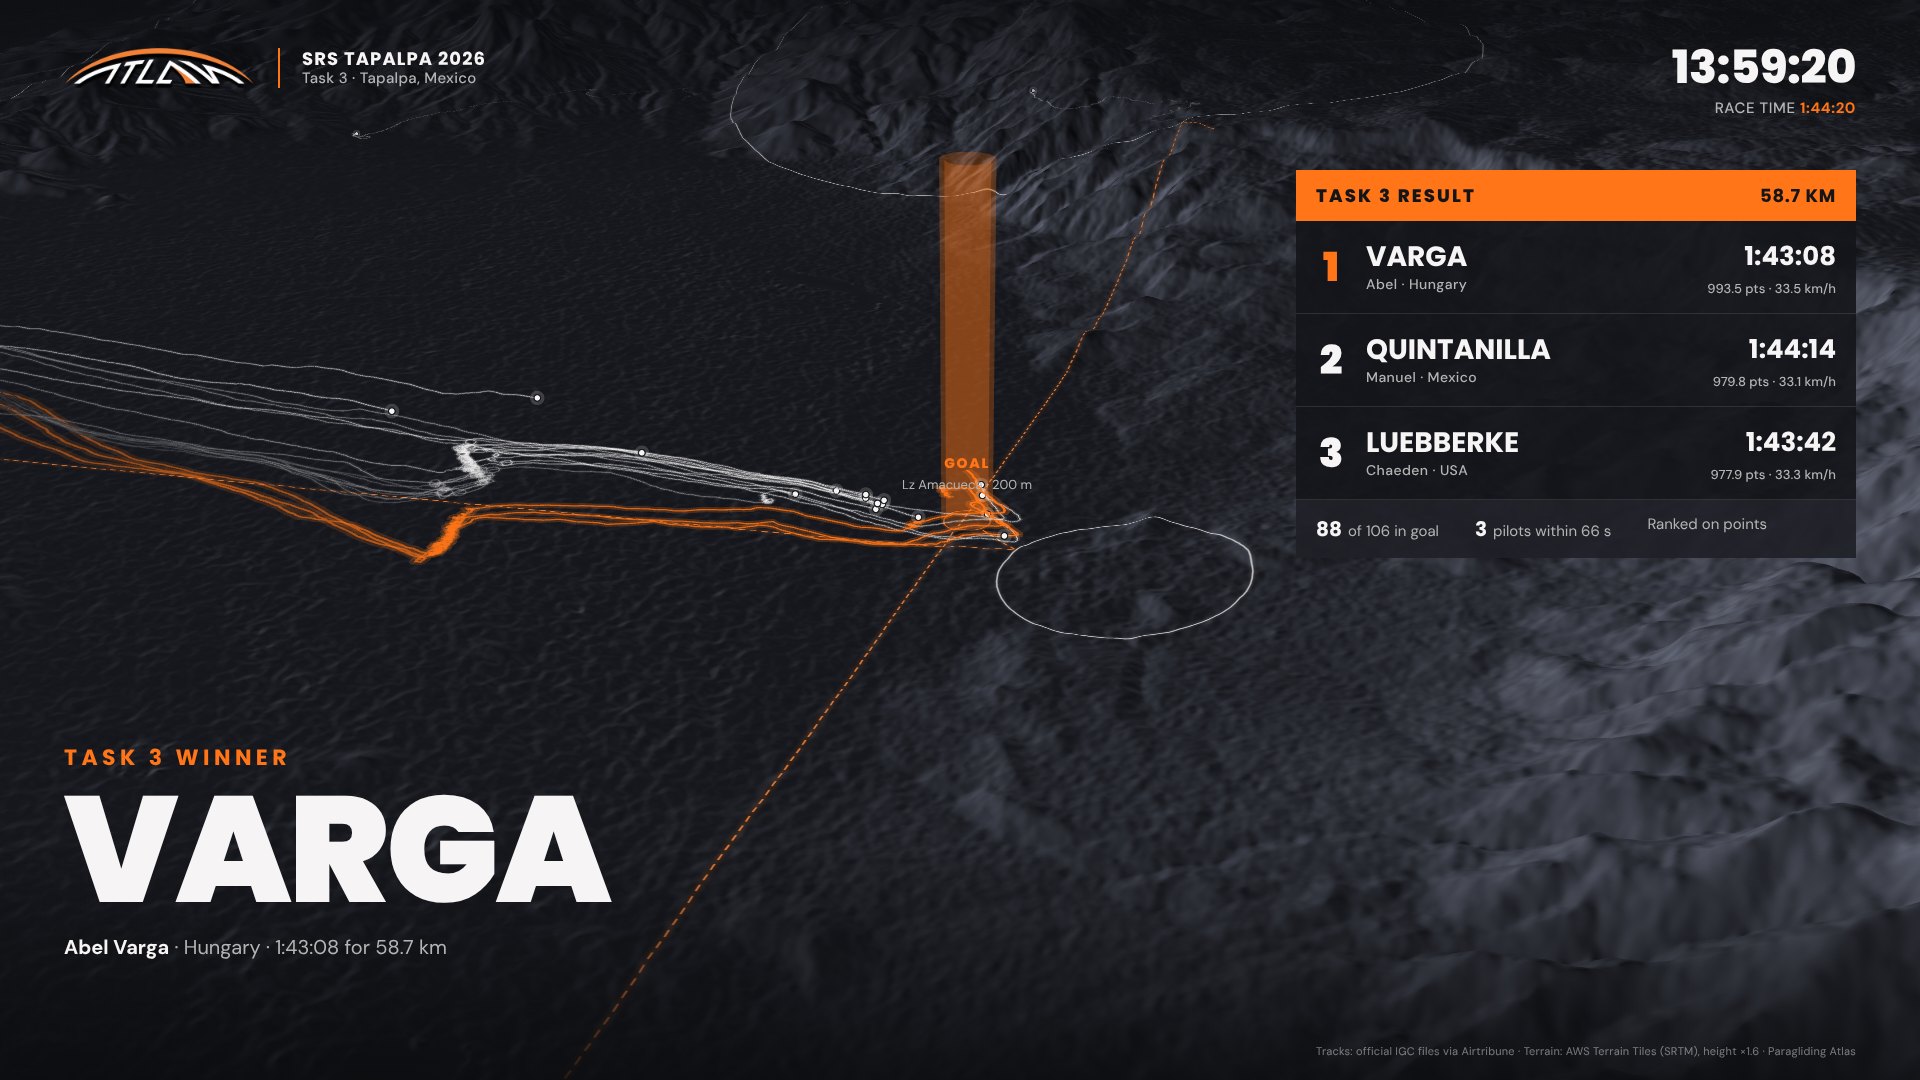 ATLAS
SRS TAPALPA 2026
Task 3 · Tapalpa, Mexico
13:59:20
RACE TIME 1:44:20
TASK 3 RESULT 58.7 KM
1 VARGA 1:43:08
Abel · Hungary 993.5 pts · 33.5 km/h
2 QUINTANILLA 1:44:14
Manuel · Mexico 979.8 pts · 33.1 km/h
3 LUEBBERKE 1:43:42
Chaeden · USA 977.9 pts · 33.3 km/h
88 of 106 in goal 3 pilots within 66 s Ranked on points
GOAL
Lz Amacueca · 200 m
TASK 3 WINNER
VARGA
Abel Varga · Hungary · 1:43:08 for 58.7 km
Tracks: official IGC files via Airtribune · Terrain: AWS Terrain Tiles (SRTM), height ×1.6 · Paragliding Atlas